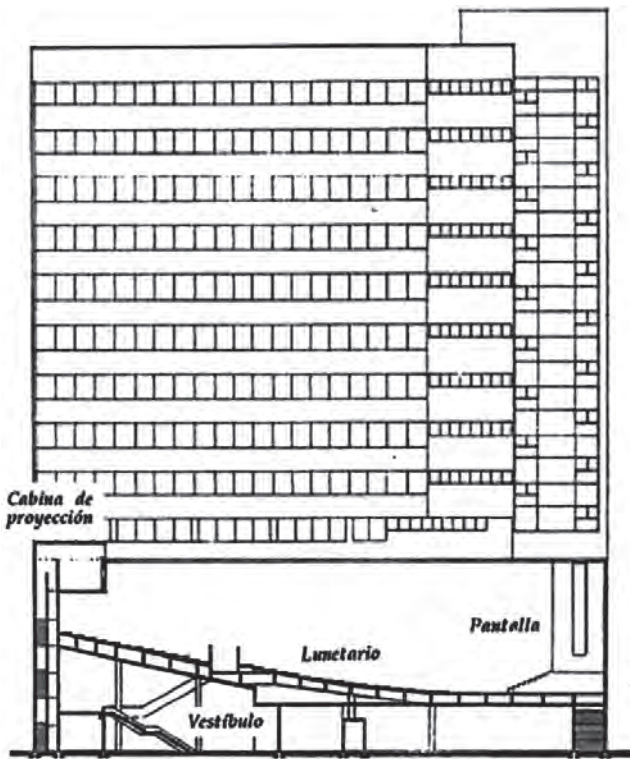 Cabina de
proyección
Pantalla
Lunetario
Vestíbulo